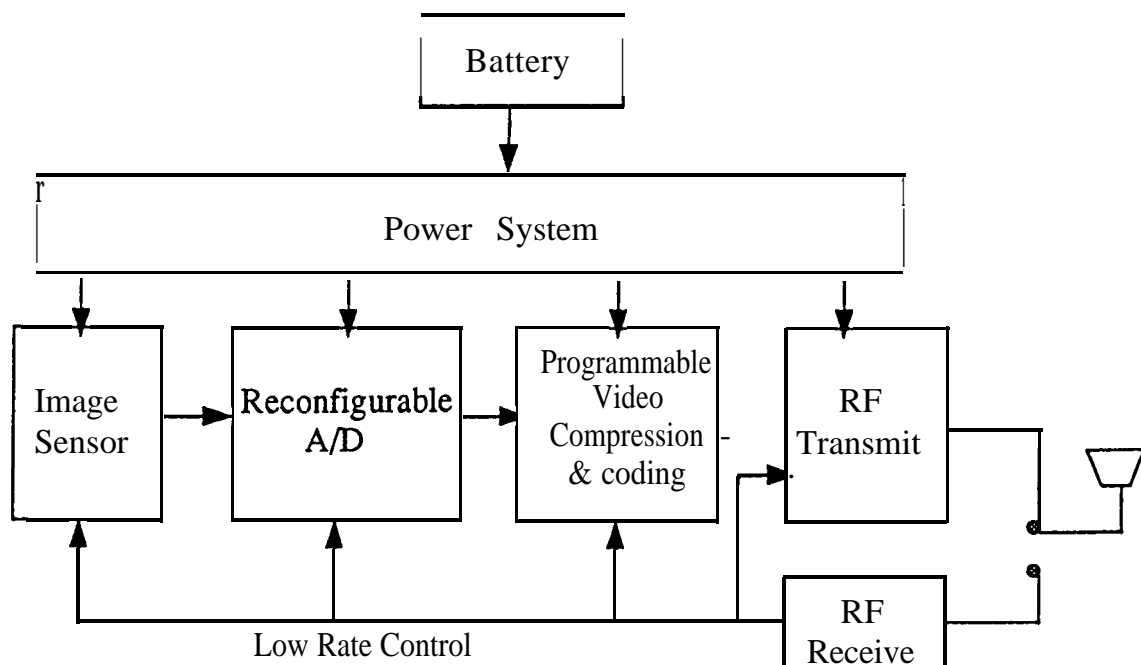 Battery
Power System
Image
Sensor
Reconfigurable
A/D
Programmable
Video
Compression -
& coding
RF
Transmit
Low Rate Control
RF
Receive